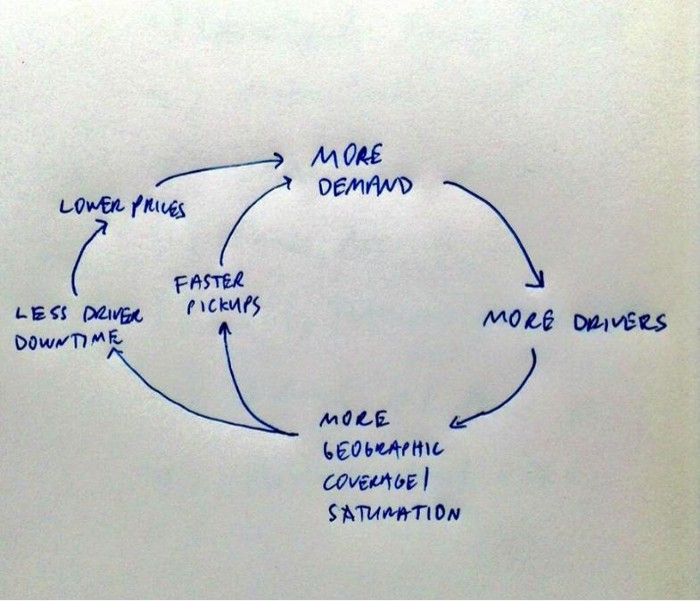 MORE
DEMAND
LOWER PRICES
FASTER
PICKUPS
LESS DRIVER
DOWNTIME
MORE DRIVERS
MORE
GEOGRAPHIC
COVERAGE/
SATURATION